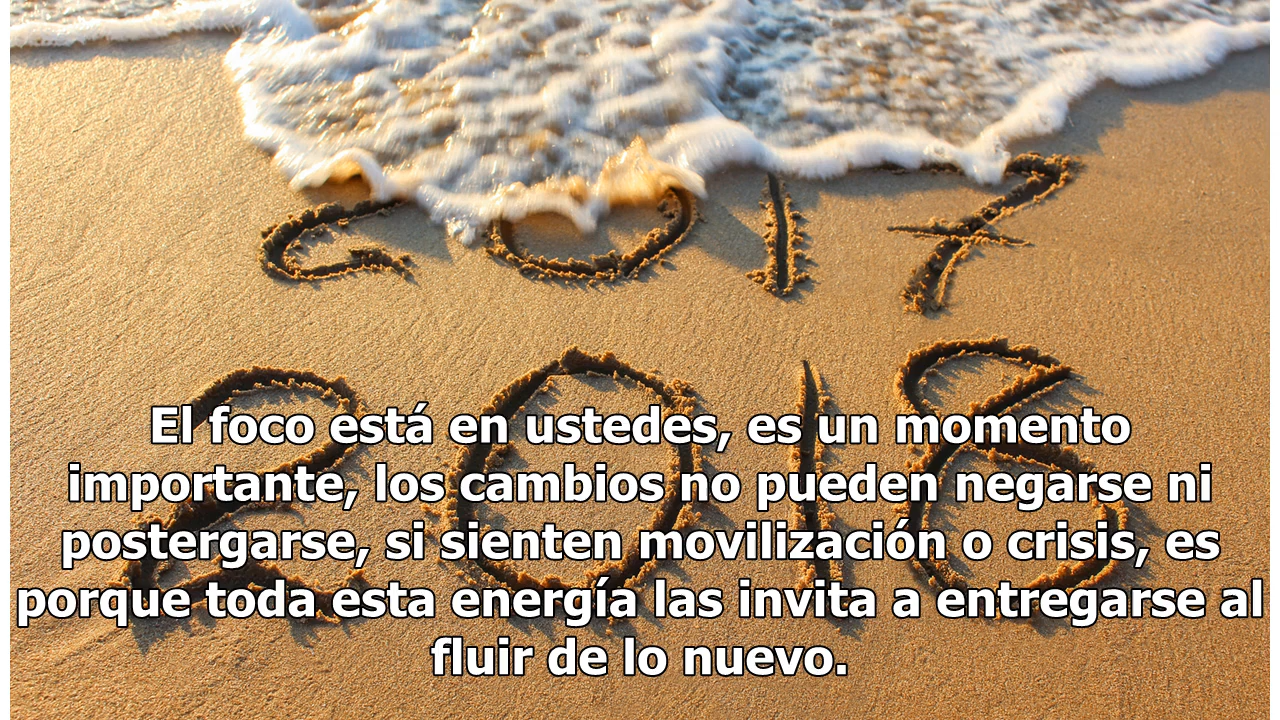 2017
2018
El foco está en ustedes, es un momento
importante, los cambios no pueden negarse ni
postergarse, si sienten movilización o crisis, es
porque toda esta energía las invita a entregarse al
fluir de lo nuevo.